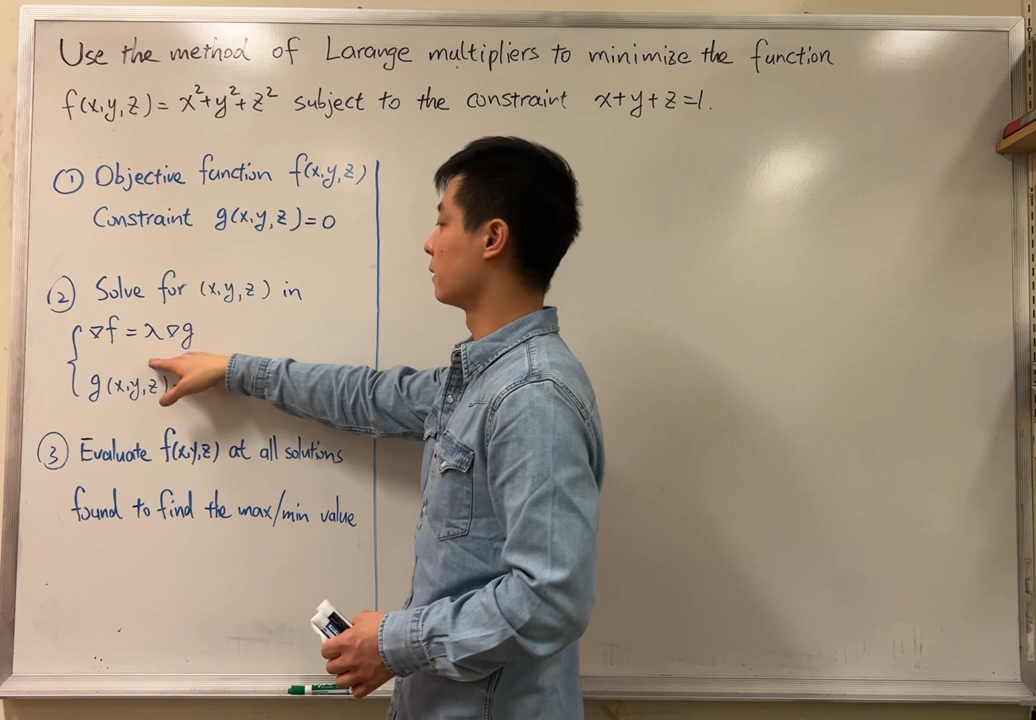 Use the method of Larange multipliers to minimize the function
f(x,y,z) = x²+y²+z² subject to the constraint x+y+z=1.
① Objective function f(x,y,z)
Constraint g(x,y,z)=0
② Solve for (x,y,z) in
∇f = λ∇g
g(x,y,z)
③ Evaluate f(x,y,z) at all solutions
found to find the max/min value